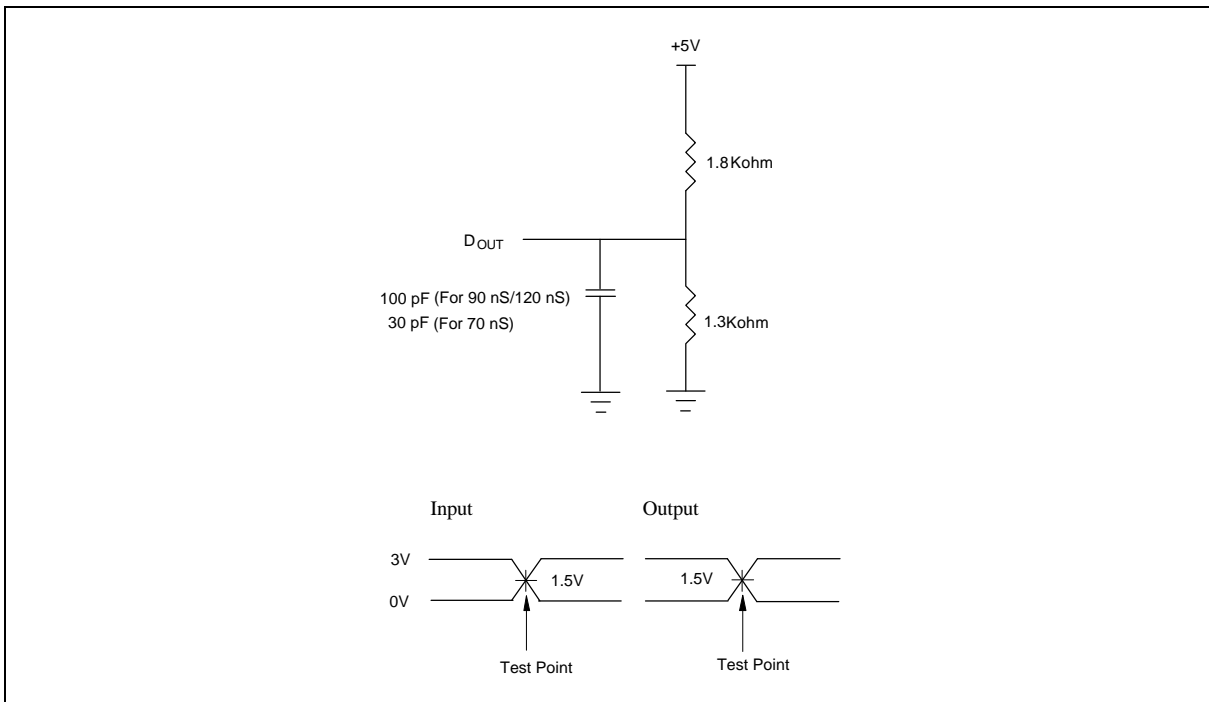 +5V
1.8Kohm
DOUT
100 pF (For 90 nS/120 nS)
30 pF (For 70 nS)
1.3Kohm
Input Output
3V
1.5V 1.5V
0V
Test Point Test Point